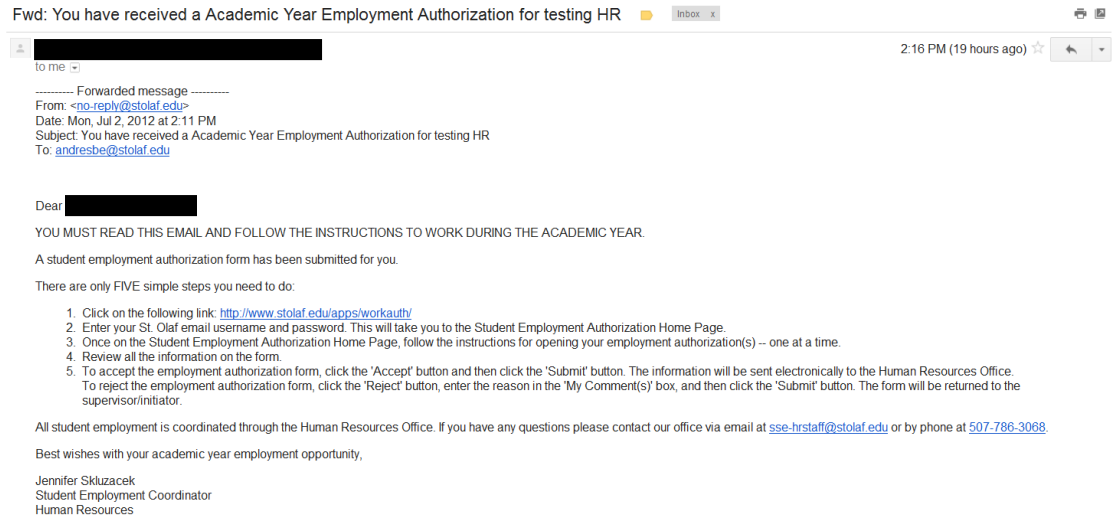 Fwd: You have received a Academic Year Employment Authorization for testing HR
Inbox x
2:16 PM (19 hours ago)
to me
---------- Forwarded message ----------
From: <no-reply@stolaf.edu>
Date: Mon, Jul 2, 2012 at 2:11 PM
Subject: You have received a Academic Year Employment Authorization for testing HR
To: andresbe@stolaf.edu
Dear
YOU MUST READ THIS EMAIL AND FOLLOW THE INSTRUCTIONS TO WORK DURING THE ACADEMIC YEAR.
A student employment authorization form has been submitted for you.
There are only FIVE simple steps you need to do:
1. Click on the following link: http://www.stolaf.edu/apps/workauth/
2. Enter your St. Olaf email username and password. This will take you to the Student Employment Authorization Home Page.
3. Once on the Student Employment Authorization Home Page, follow the instructions for opening your employment authorization(s) -- one at a time.
4. Review all the information on the form.
5. To accept the employment authorization form, click the 'Accept' button and then click the 'Submit' button. The information will be sent electronically to the Human Resources Office.
To reject the employment authorization form, click the 'Reject' button, enter the reason in the 'My Comment(s)' box, and then click the 'Submit' button. The form will be returned to the
supervisor/initiator.
All student employment is coordinated through the Human Resources Office. If you have any questions please contact our office via email at sse-hrstaff@stolaf.edu or by phone at 507-786-3068.
Best wishes with your academic year employment opportunity,
Jennifer Skluzacek
Student Employment Coordinator
Human Resources